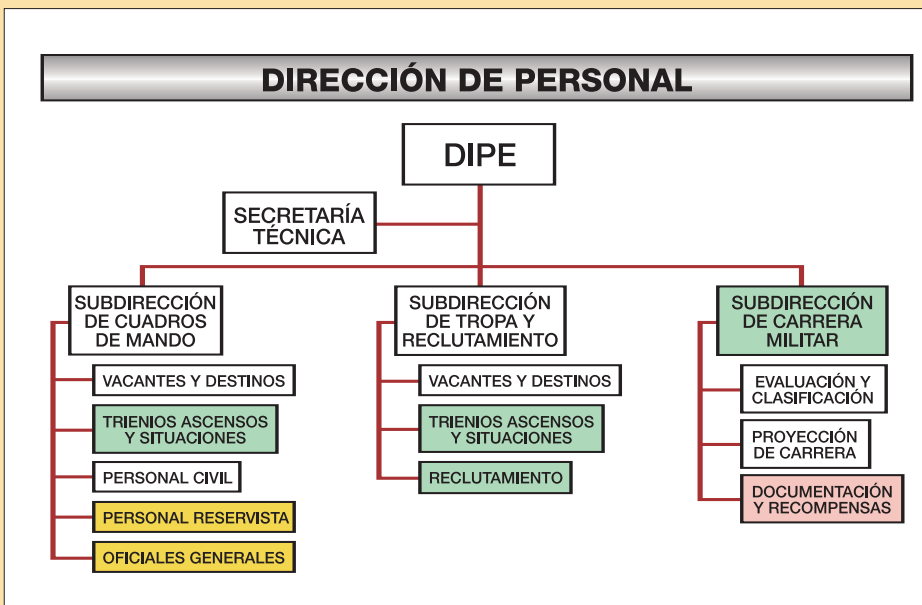 DIRECCIÓN DE PERSONAL
DIPE
SECRETARÍA
TÉCNICA
SUBDIRECCIÓN
DE CUADROS
DE MANDO
VACANTES Y DESTINOS
TRIENIOS ASCENSOS
Y SITUACIONES
PERSONAL CIVIL
PERSONAL RESERVISTA
OFICIALES GENERALES
SUBDIRECCIÓN
DE TROPA Y
RECLUTAMIENTO
VACANTES Y DESTINOS
TRIENIOS ASCENSOS
Y SITUACIONES
RECLUTAMIENTO
SUBDIRECCIÓN
DE CARRERA
MILITAR
EVALUACIÓN Y
CLASIFICACIÓN
PROYECCIÓN
DE CARRERA
DOCUMENTACIÓN
Y RECOMPENSAS